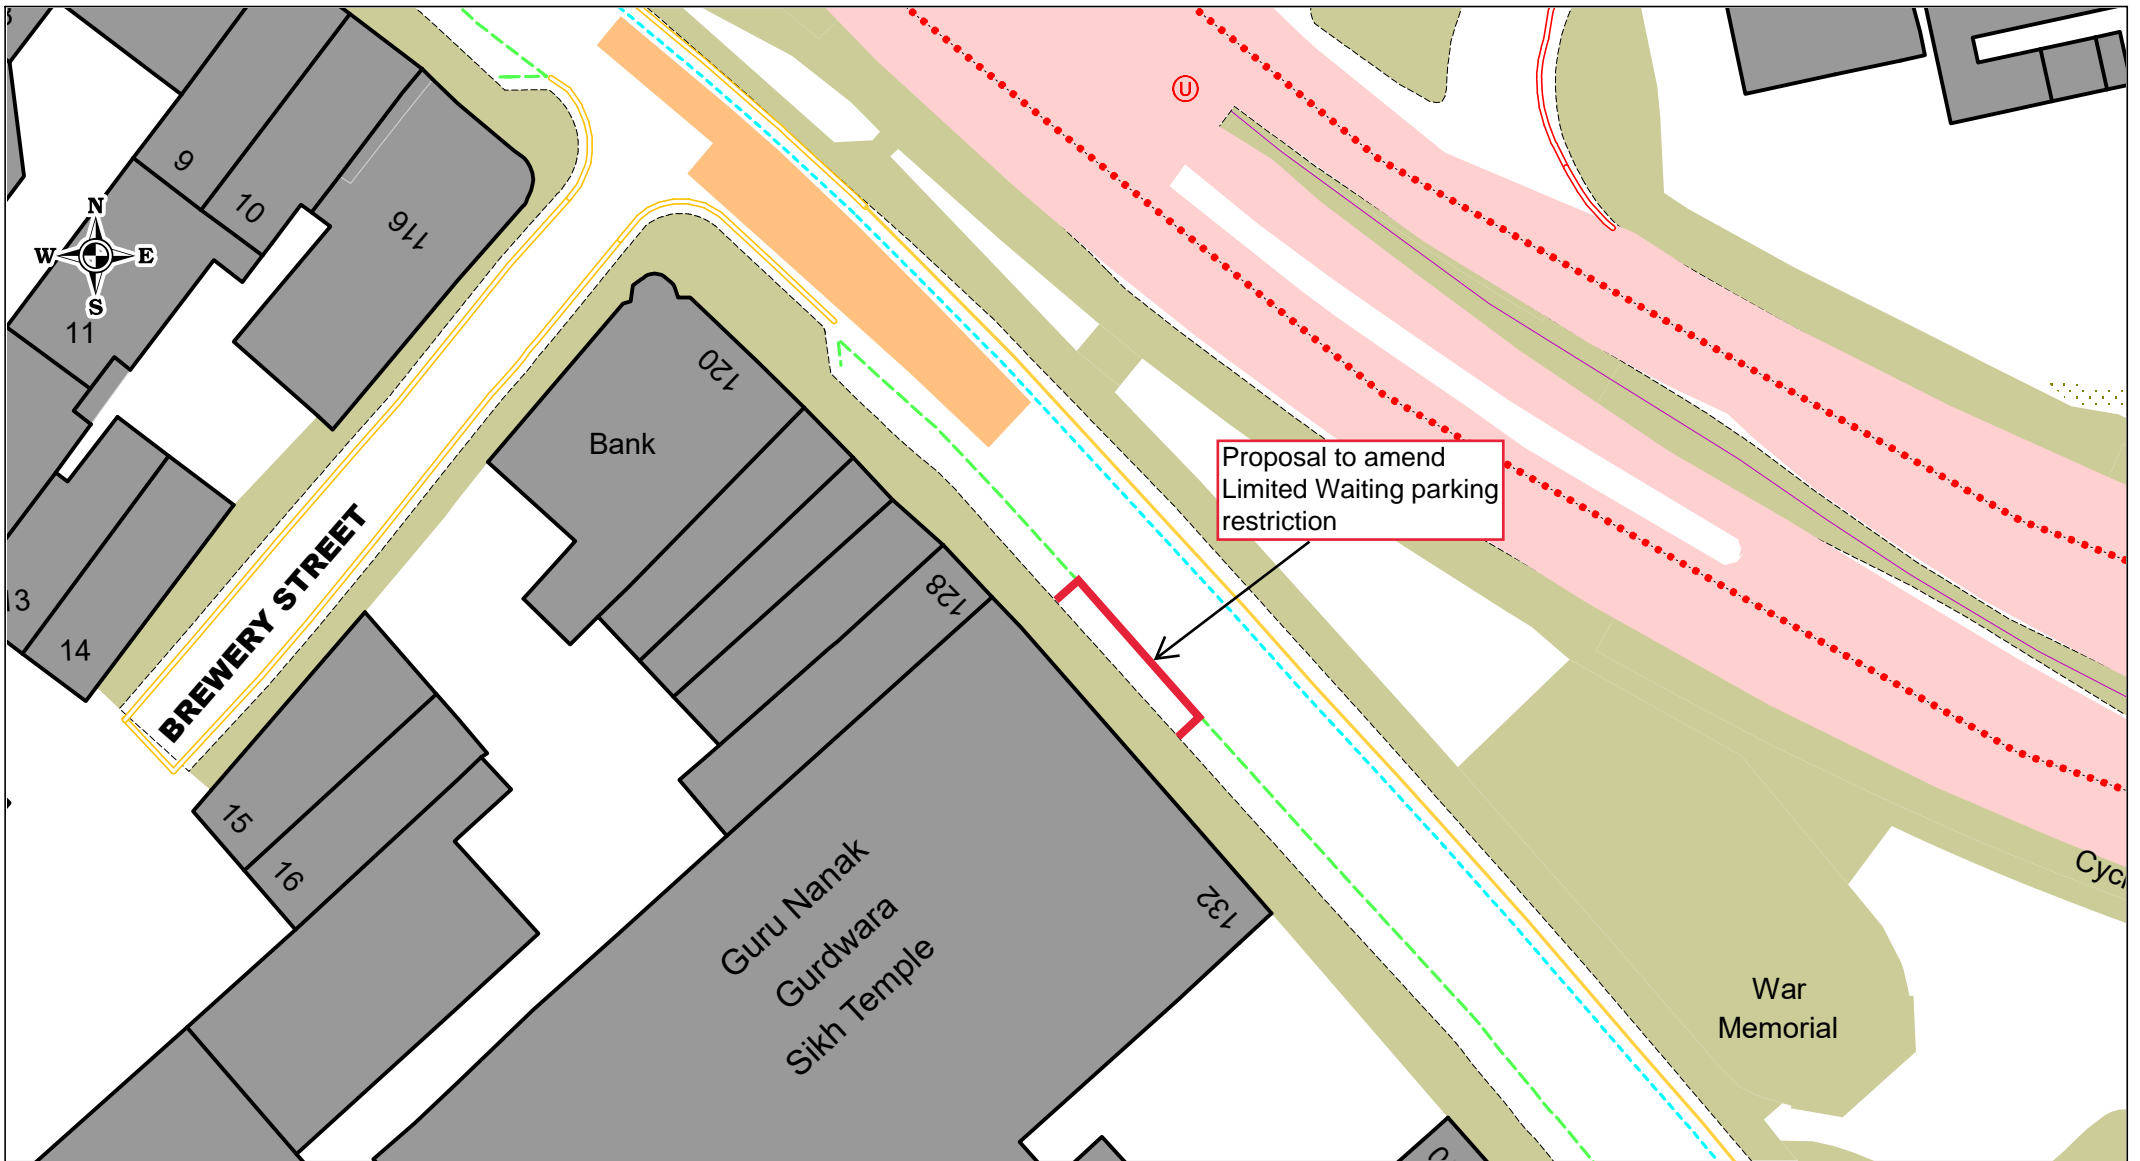 9
10
116
N
W
E
S
11
U
120
Bank
Proposal to amend
Limited Waiting parking
restriction
BREWERY STREET
13
14
128
15
16
Guru Nanak
Gurdwara
Sikh Temple
132
War
Memorial